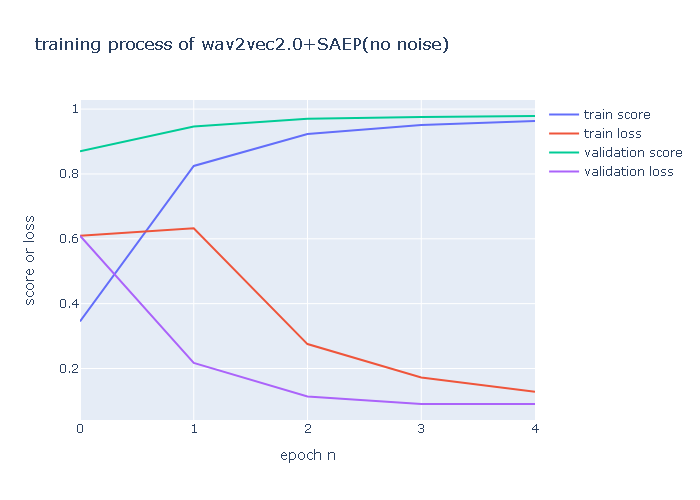 training process of wav2vec2.0+SAEP(no noise)
train score
train loss
validation score
validation loss
score or loss
1
0.8
0.6
0.4
0.2
0 1 2 3 4
epoch n